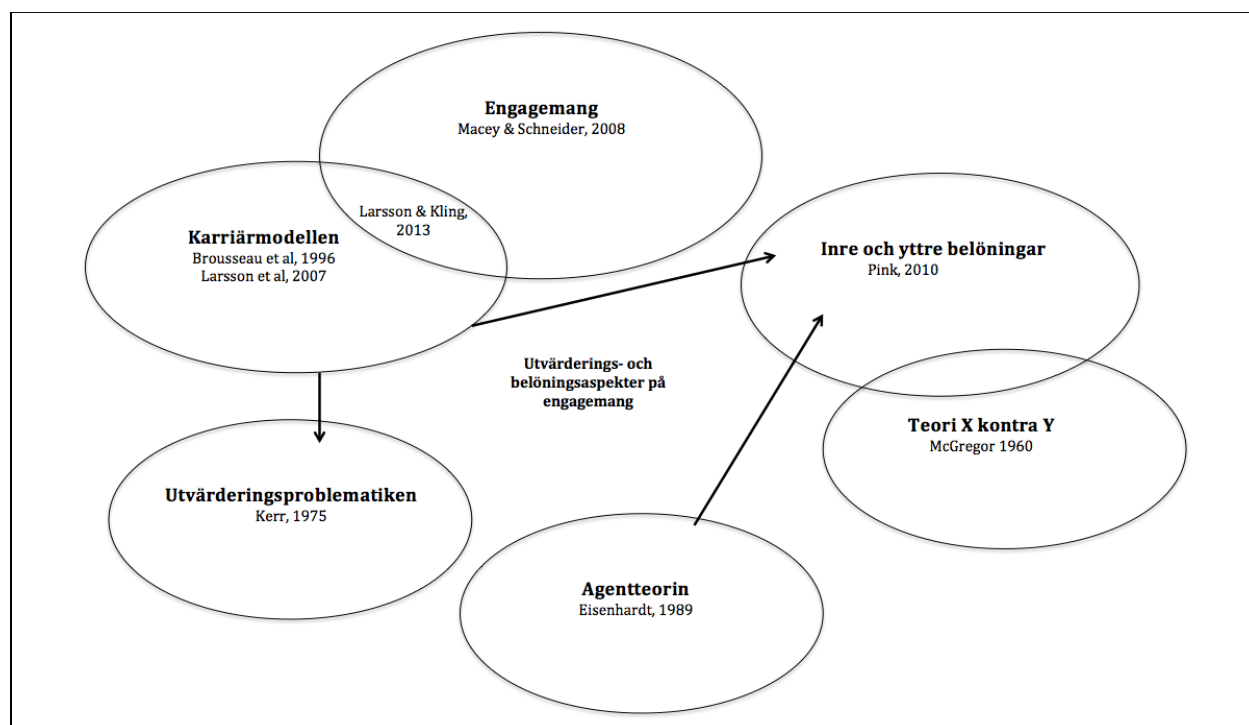 Engagemang
Macey & Schneider, 2008
Larsson & Kling,
2013
Karriärmodellen
Brousseau et al, 1996
Larsson et al, 2007
Inre och yttre belöningar
Pink, 2010
Utvärderings- och
belöningsaspekter på
engagemang
Teori X kontra Y
McGregor 1960
Utvärderingsproblematiken
Kerr, 1975
Agentteorin
Eisenhardt, 1989